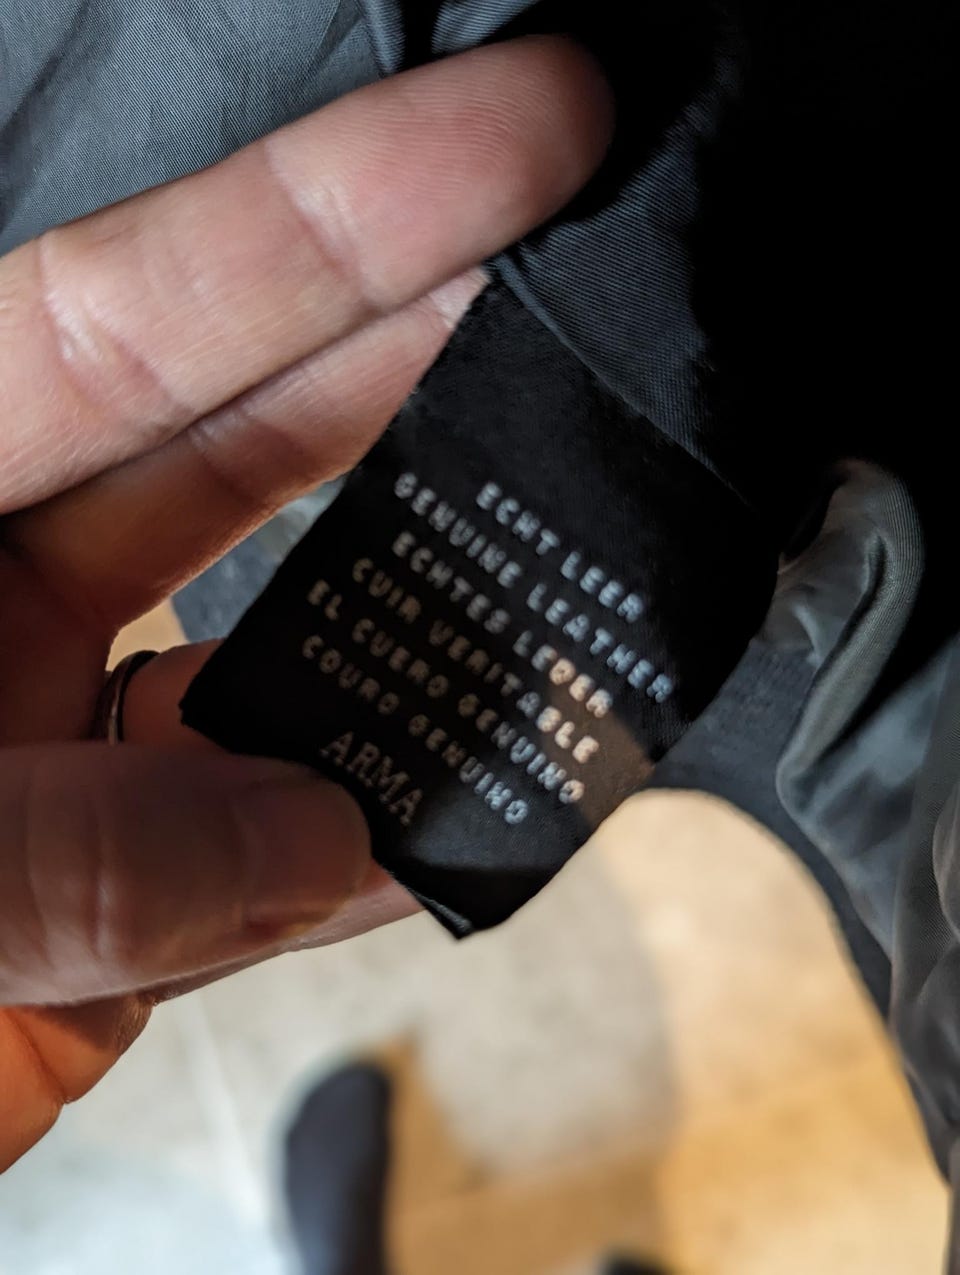 ECHT LEER
GENUINE LEATHER
ECHTES LEDER
CUIR VERITABLE
EL CUERO GENUINO
COURO GENUINO
ARMA